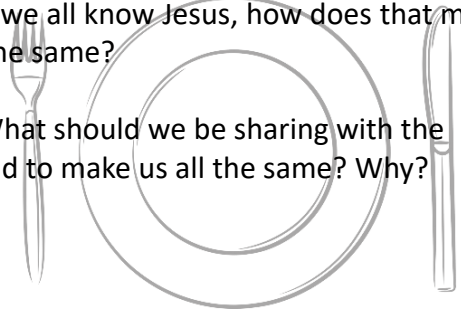 we all know Jesus, how does that m
he same?
What should we be sharing with the
d to make us all the same? Why?